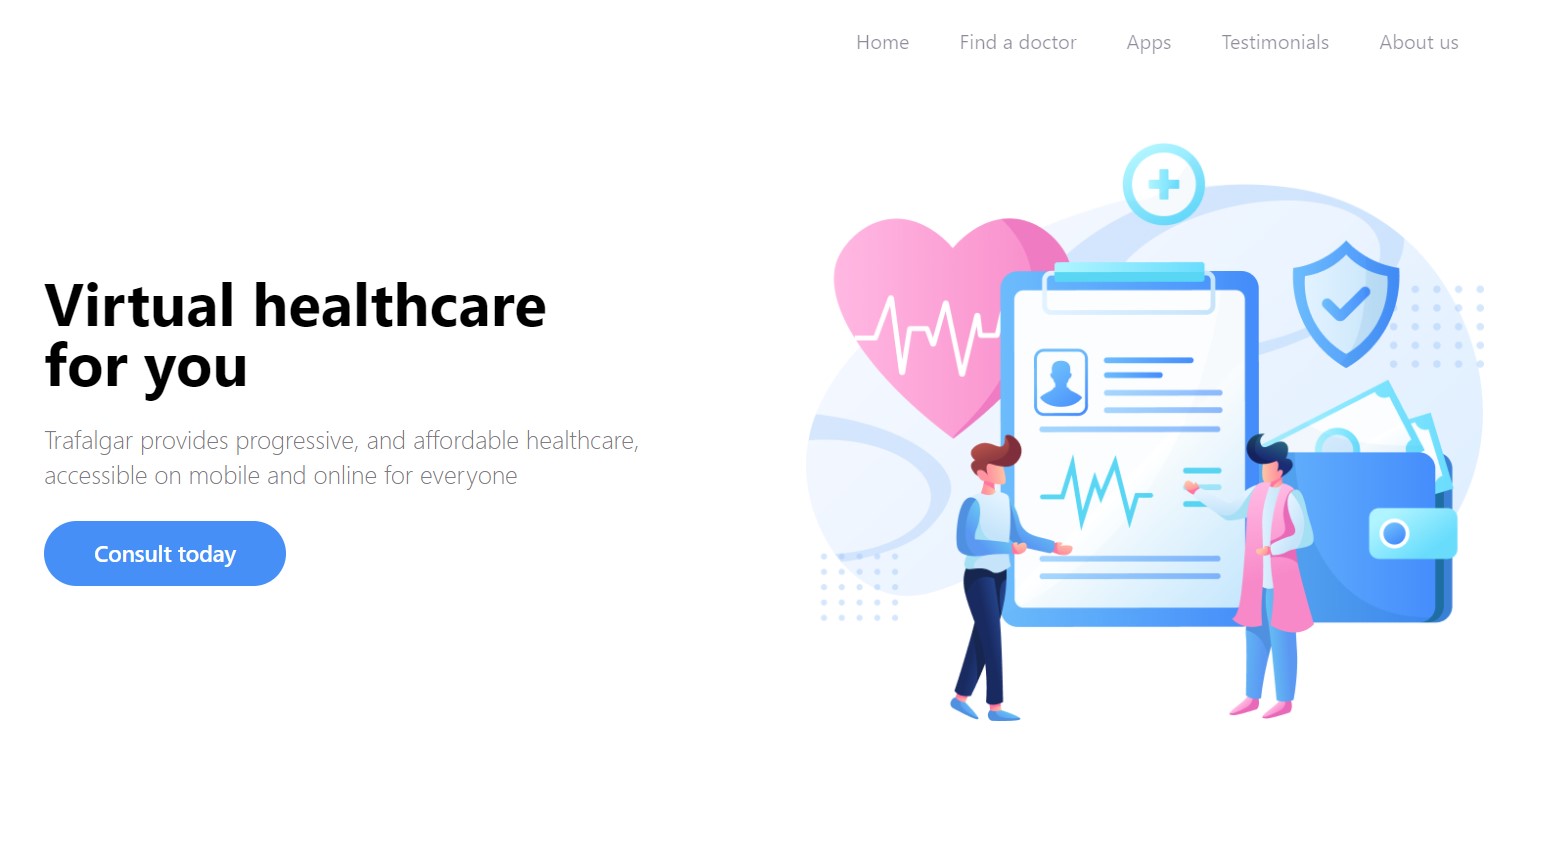 Home
Find a doctor
Apps
Testimonials
About us
Virtual healthcare
for you
Trafalgar provides progressive, and affordable healthcare,
accessible on mobile and online for everyone
Consult today